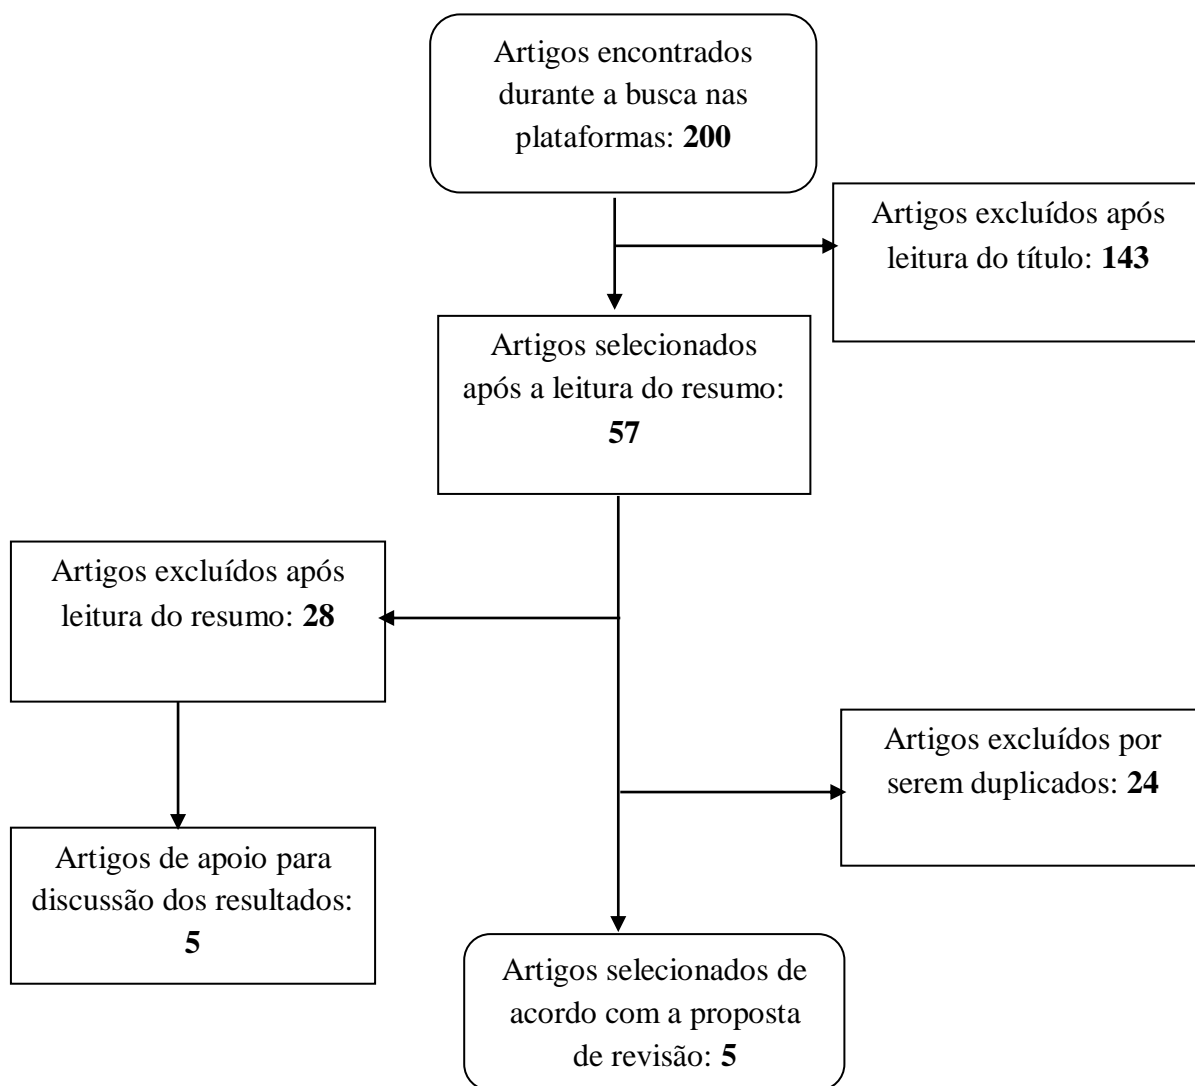 Artigos encontrados
durante a busca nas
plataformas: 200
Artigos excluídos após
leitura do título: 143
Artigos selecionados
após a leitura do resumo:
57
Artigos excluídos após
leitura do resumo: 28
Artigos excluídos por
serem duplicados: 24
Artigos de apoio para
discussão dos resultados:
5
Artigos selecionados de
acordo com a proposta
de revisão: 5